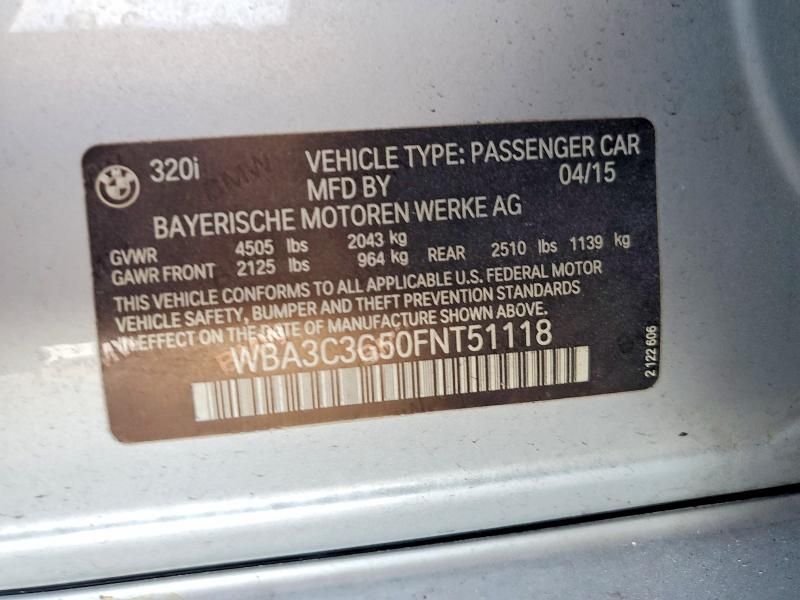 320i VEHICLE TYPE: PASSENGER CAR
MFD BY 04/15
BAYERISCHE MOTOREN WERKE AG
GVWR 4505 lbs 2043 kg
GAWR FRONT 2125 lbs 964 kg REAR 2510 lbs 1139 kg
THIS VEHICLE CONFORMS TO ALL APPLICABLE U.S. FEDERAL MOTOR
VEHICLE SAFETY, BUMPER AND THEFT PREVENTION STANDARDS
IN EFFECT ON THE DATE OF MANUFACTURE SHOWN ABOVE.
WBA3C3G50FNT51118
2 122 606